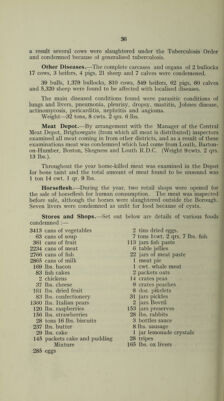 36
a result several cows were slaughtered under the Tuberculosis Order
and condemned because of generalised tuberculosis.
Other Diseases.—The complete carcases and organs of 2 bullocks
17 cows, 3 heifers, 4 pigs, 21 sheep and 7 calves were condemned.
39 bulls, 1,379 bullocks, 810 cows, 549 heifers, 62 pigs, 60 calves
and 5,330 sheep were found to be affected with localised diseases.
The main diseased conditions found were parasitic conditions of
lungs and livers, pneumonia, pleurisy, dropsy, mastitis, Johnes disease,
actinomycosis, pericarditis, nephritis and angioma.
Weight—92 tons, 8 cwts. 2 qrs. 6 lbs.
Meat Depot.—By arrangement with the Manager of the Central
Meat Depot, Brighowgate (from which all meat is distributed) inspectors
examined all meat coming in from other districts, and as a result of these
examinations meat was condemned which had come from Louth, Barton-
on-Humber, Boston, Skegness and Louth R.D.C. (Weight 8cwts. 2 qrs.
13 lbs.).
Throughout the year home-killed meat was examined in the Depot
for bone taint and the total amount of meat found to be unsound was
1 ton 14 cwt. 1 qr. 9 lbs.
Horseflesh.—During the year, two retail shops were opened for
the sale of horseflesh for human consumption. The meat was inspected
before sale, although the horses were slaughtered outside the Borough.
Seven livers were condemned as unfit for food because of cysts.
Stores and Shops.—Set out below are details of various foods
condemned :—
3413 cans of vegetables
63 cans of soup
361 cans of fruit
2234 cans of meat
2766 cans of fish
2865 cans of milk
169 lbs. bacon
83 fish cakes
2 chickens
37 lbs. cheese
161 lbs. dried fruit
83 lbs. confectionery
1300 lbs. Italian pears
120 lbs. raspberries
156 lbs. strawberries
28 tons 16 lbs. biscuits
237 lbs. butter
29 lbs. cake
145 packets cake and pudding
Mixture
285 eggs
2 tins dried eggs.
7 tons 1cwt. 2 qrs. 7 lbs. fish
113 jars fish paste
6 table jellies
22 jars of meat paste
1 meat pie
1 cwt. whale meat
2 packets oats
14 crates peas
8 crates peaches
6 doz. pikelets
31 jars pickles
2 jars Bovril
153 jars preserves
28 lbs. rabbits
3 bottles sauce
8 lbs. sausage
1 jar lemonade crystals
28 tripes
165 lbs. ox livers